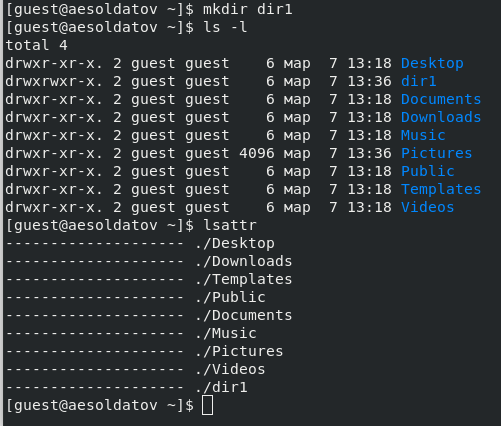 [guest@aesoldatov ~]$ mkdir dir1
[guest@aesoldatov ~]$ ls -l
total 4
drwxr-xr-x. 2 guest guest    6 мар  7 13:18 Desktop
drwxrwxr-x. 2 guest guest    6 мар  7 13:36 dir1
drwxr-xr-x. 2 guest guest    6 мар  7 13:18 Documents
drwxr-xr-x. 2 guest guest    6 мар  7 13:18 Downloads
drwxr-xr-x. 2 guest guest    6 мар  7 13:18 Music
drwxr-xr-x. 2 guest guest 4096 мар  7 13:36 Pictures
drwxr-xr-x. 2 guest guest    6 мар  7 13:18 Public
drwxr-xr-x. 2 guest guest    6 мар  7 13:18 Templates
drwxr-xr-x. 2 guest guest    6 мар  7 13:18 Videos
[guest@aesoldatov ~]$ lsattr
-------------------- ./Desktop
-------------------- ./Downloads
-------------------- ./Templates
-------------------- ./Public
-------------------- ./Documents
-------------------- ./Music
-------------------- ./Pictures
-------------------- ./Videos
-------------------- ./dir1
[guest@aesoldatov ~]$